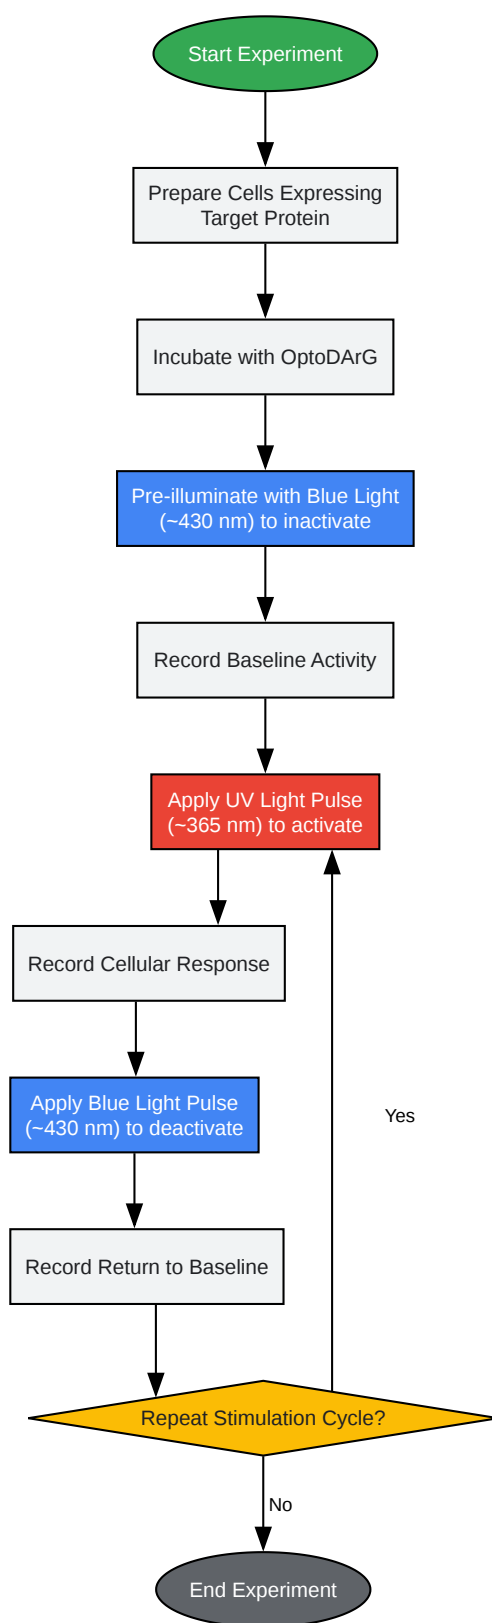 Start Experiment
Prepare Cells Expressing
Target Protein
Incubate with OptoDArG
Pre-illuminate with Blue Light
(~430 nm) to inactivate
Record Baseline Activity
Apply UV Light Pulse
(~365 nm) to activate
Record Cellular Response
Apply Blue Light Pulse
(~430 nm) to deactivate
Yes
Record Return to Baseline
Repeat Stimulation Cycle?
No
End Experiment